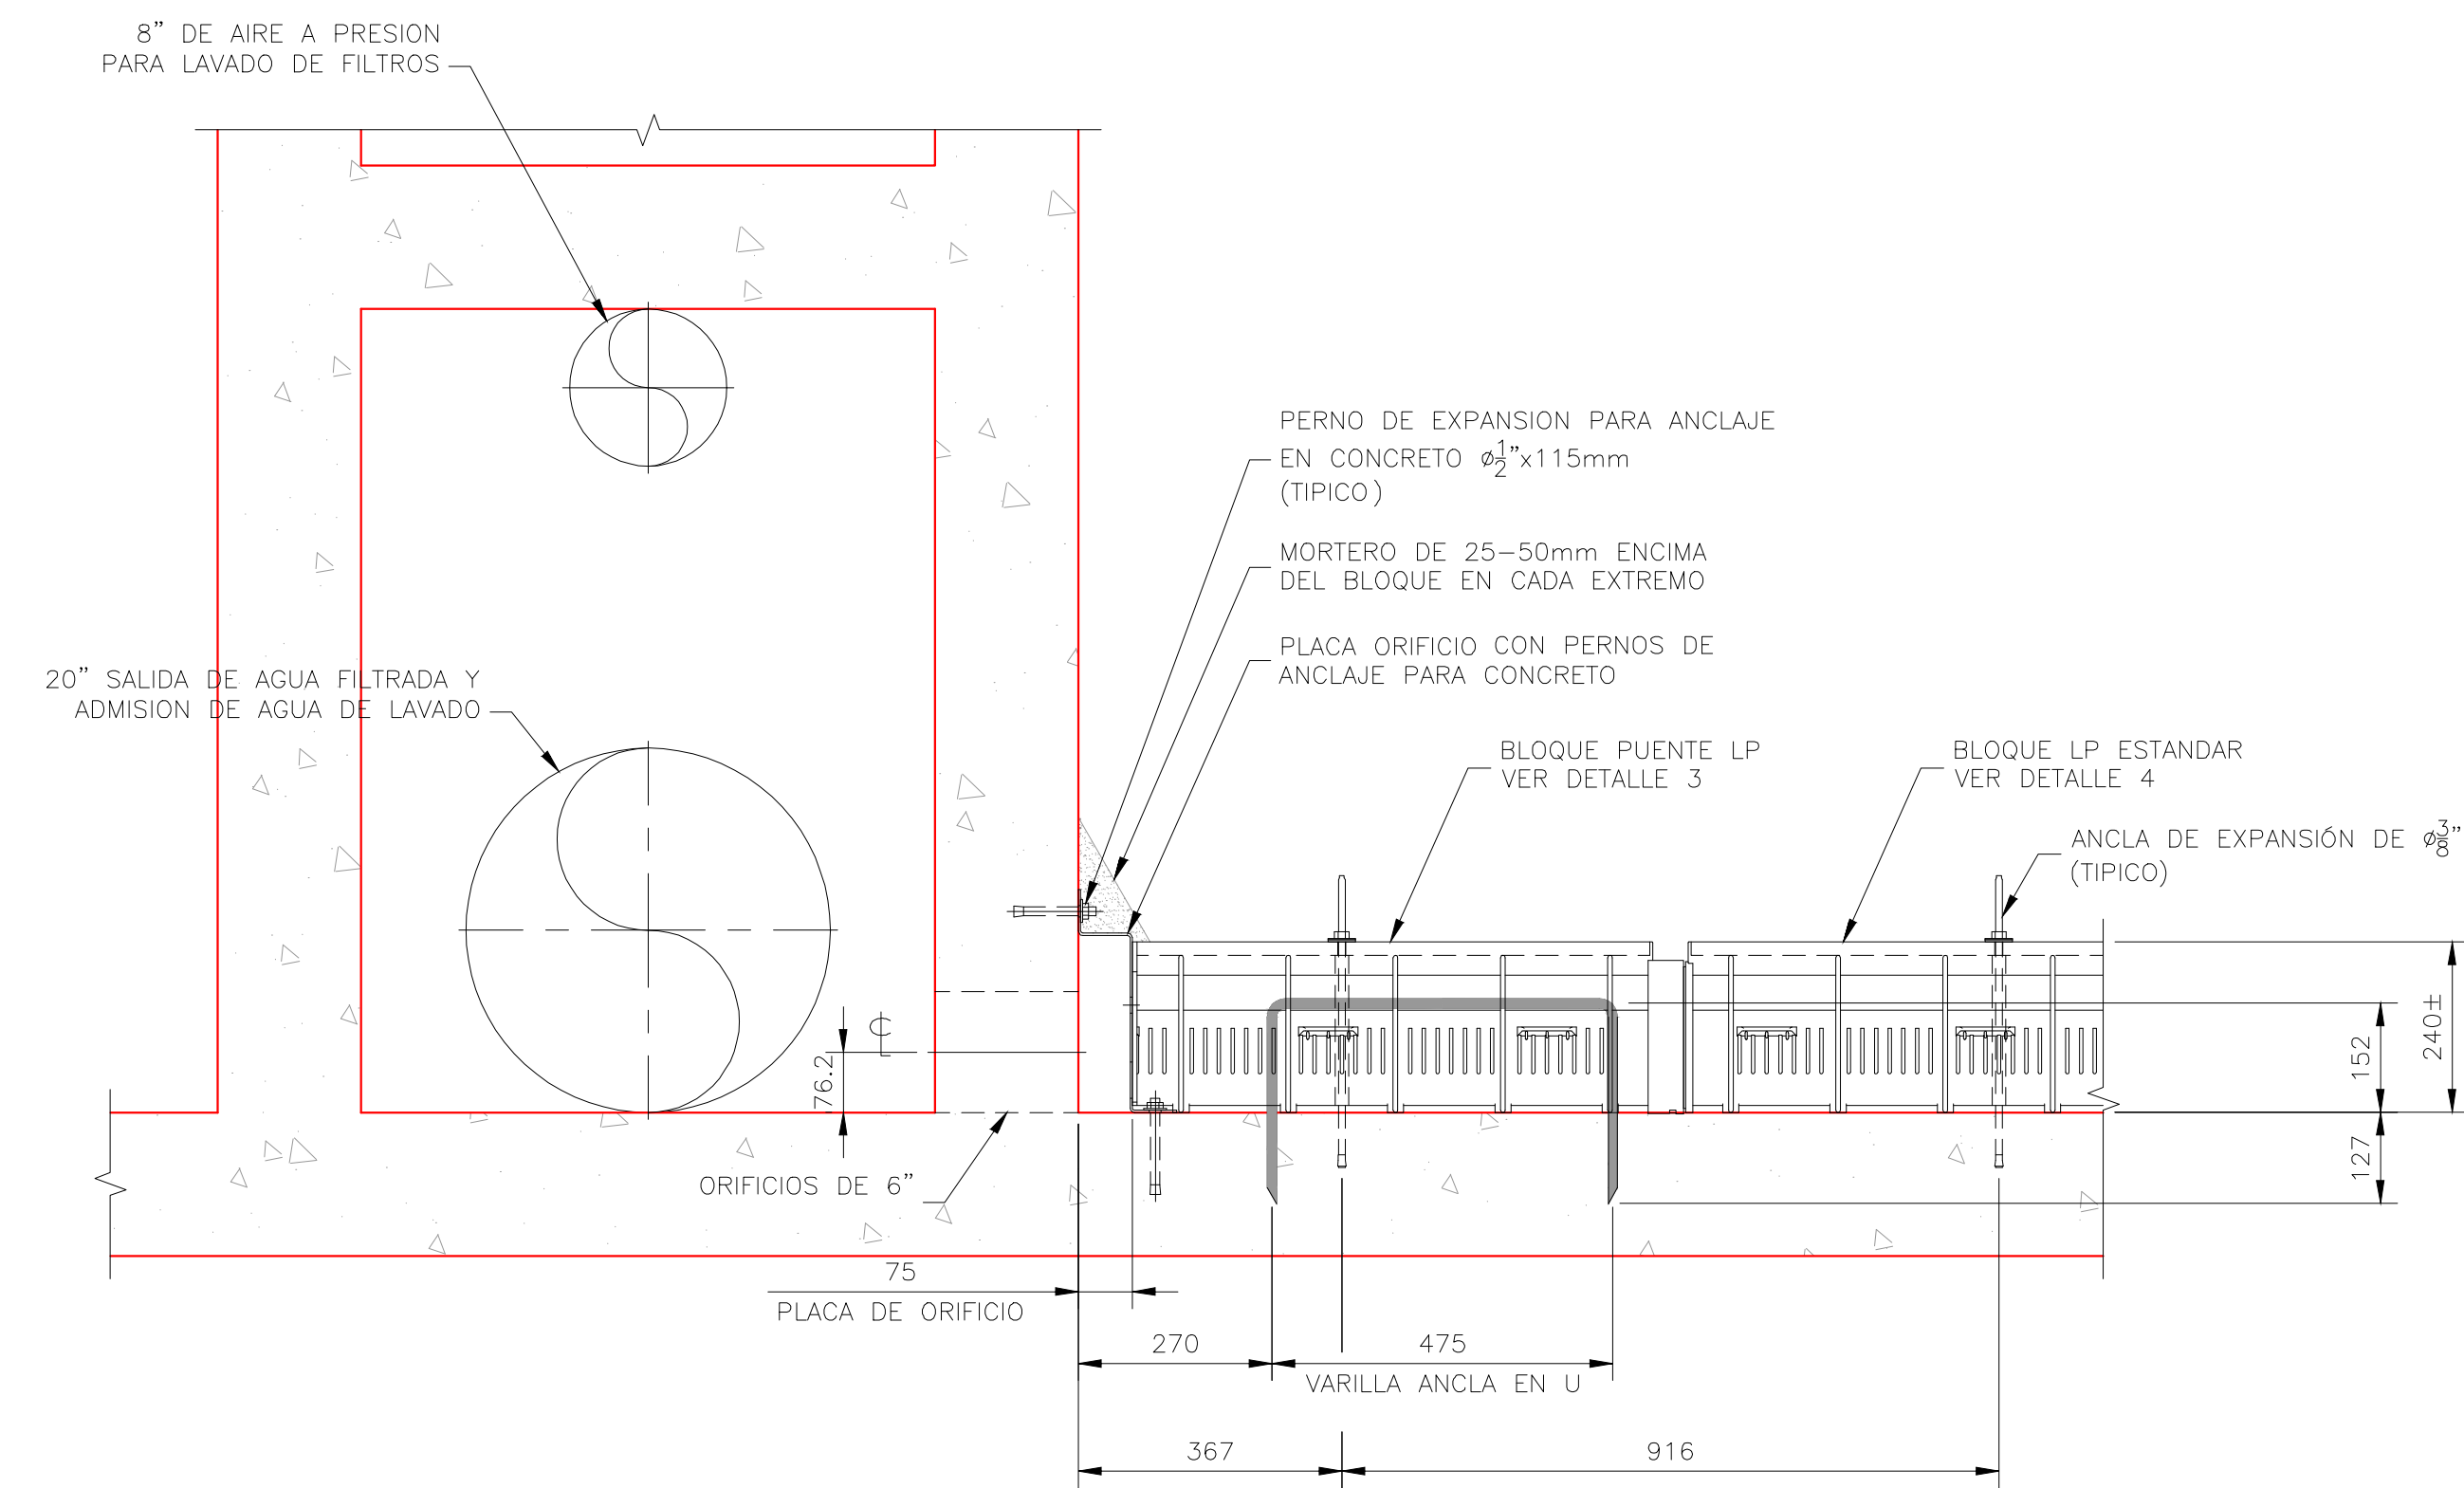 8” DE AIRE A PRESION
PARA LAVADO DE FILTROS
PERNO DE EXPANSION PARA ANCLAJE
EN CONCRETO ø1/2”x115mm
(TIPICO)
MORTERO DE 25-50mm ENCIMA
DEL BLOQUE EN CADA EXTREMO
PLACA ORIFICIO CON PERNOS DE
ANCLAJE PARA CONCRETO
20” SALIDA DE AGUA FILTRADA Y
ADMISION DE AGUA DE LAVADO
BLOQUE PUENTE LP
VER DETALLE 3
BLOQUE LP ESTANDAR
VER DETALLE 4
ANCLA DE EXPANSIÓN DE ø3/8”
(TIPICO)
℄
76.2
152
240±
127
ORIFICIOS DE 6”
75
PLACA DE ORIFICIO
270
475
VARILLA ANCLA EN U
367
916